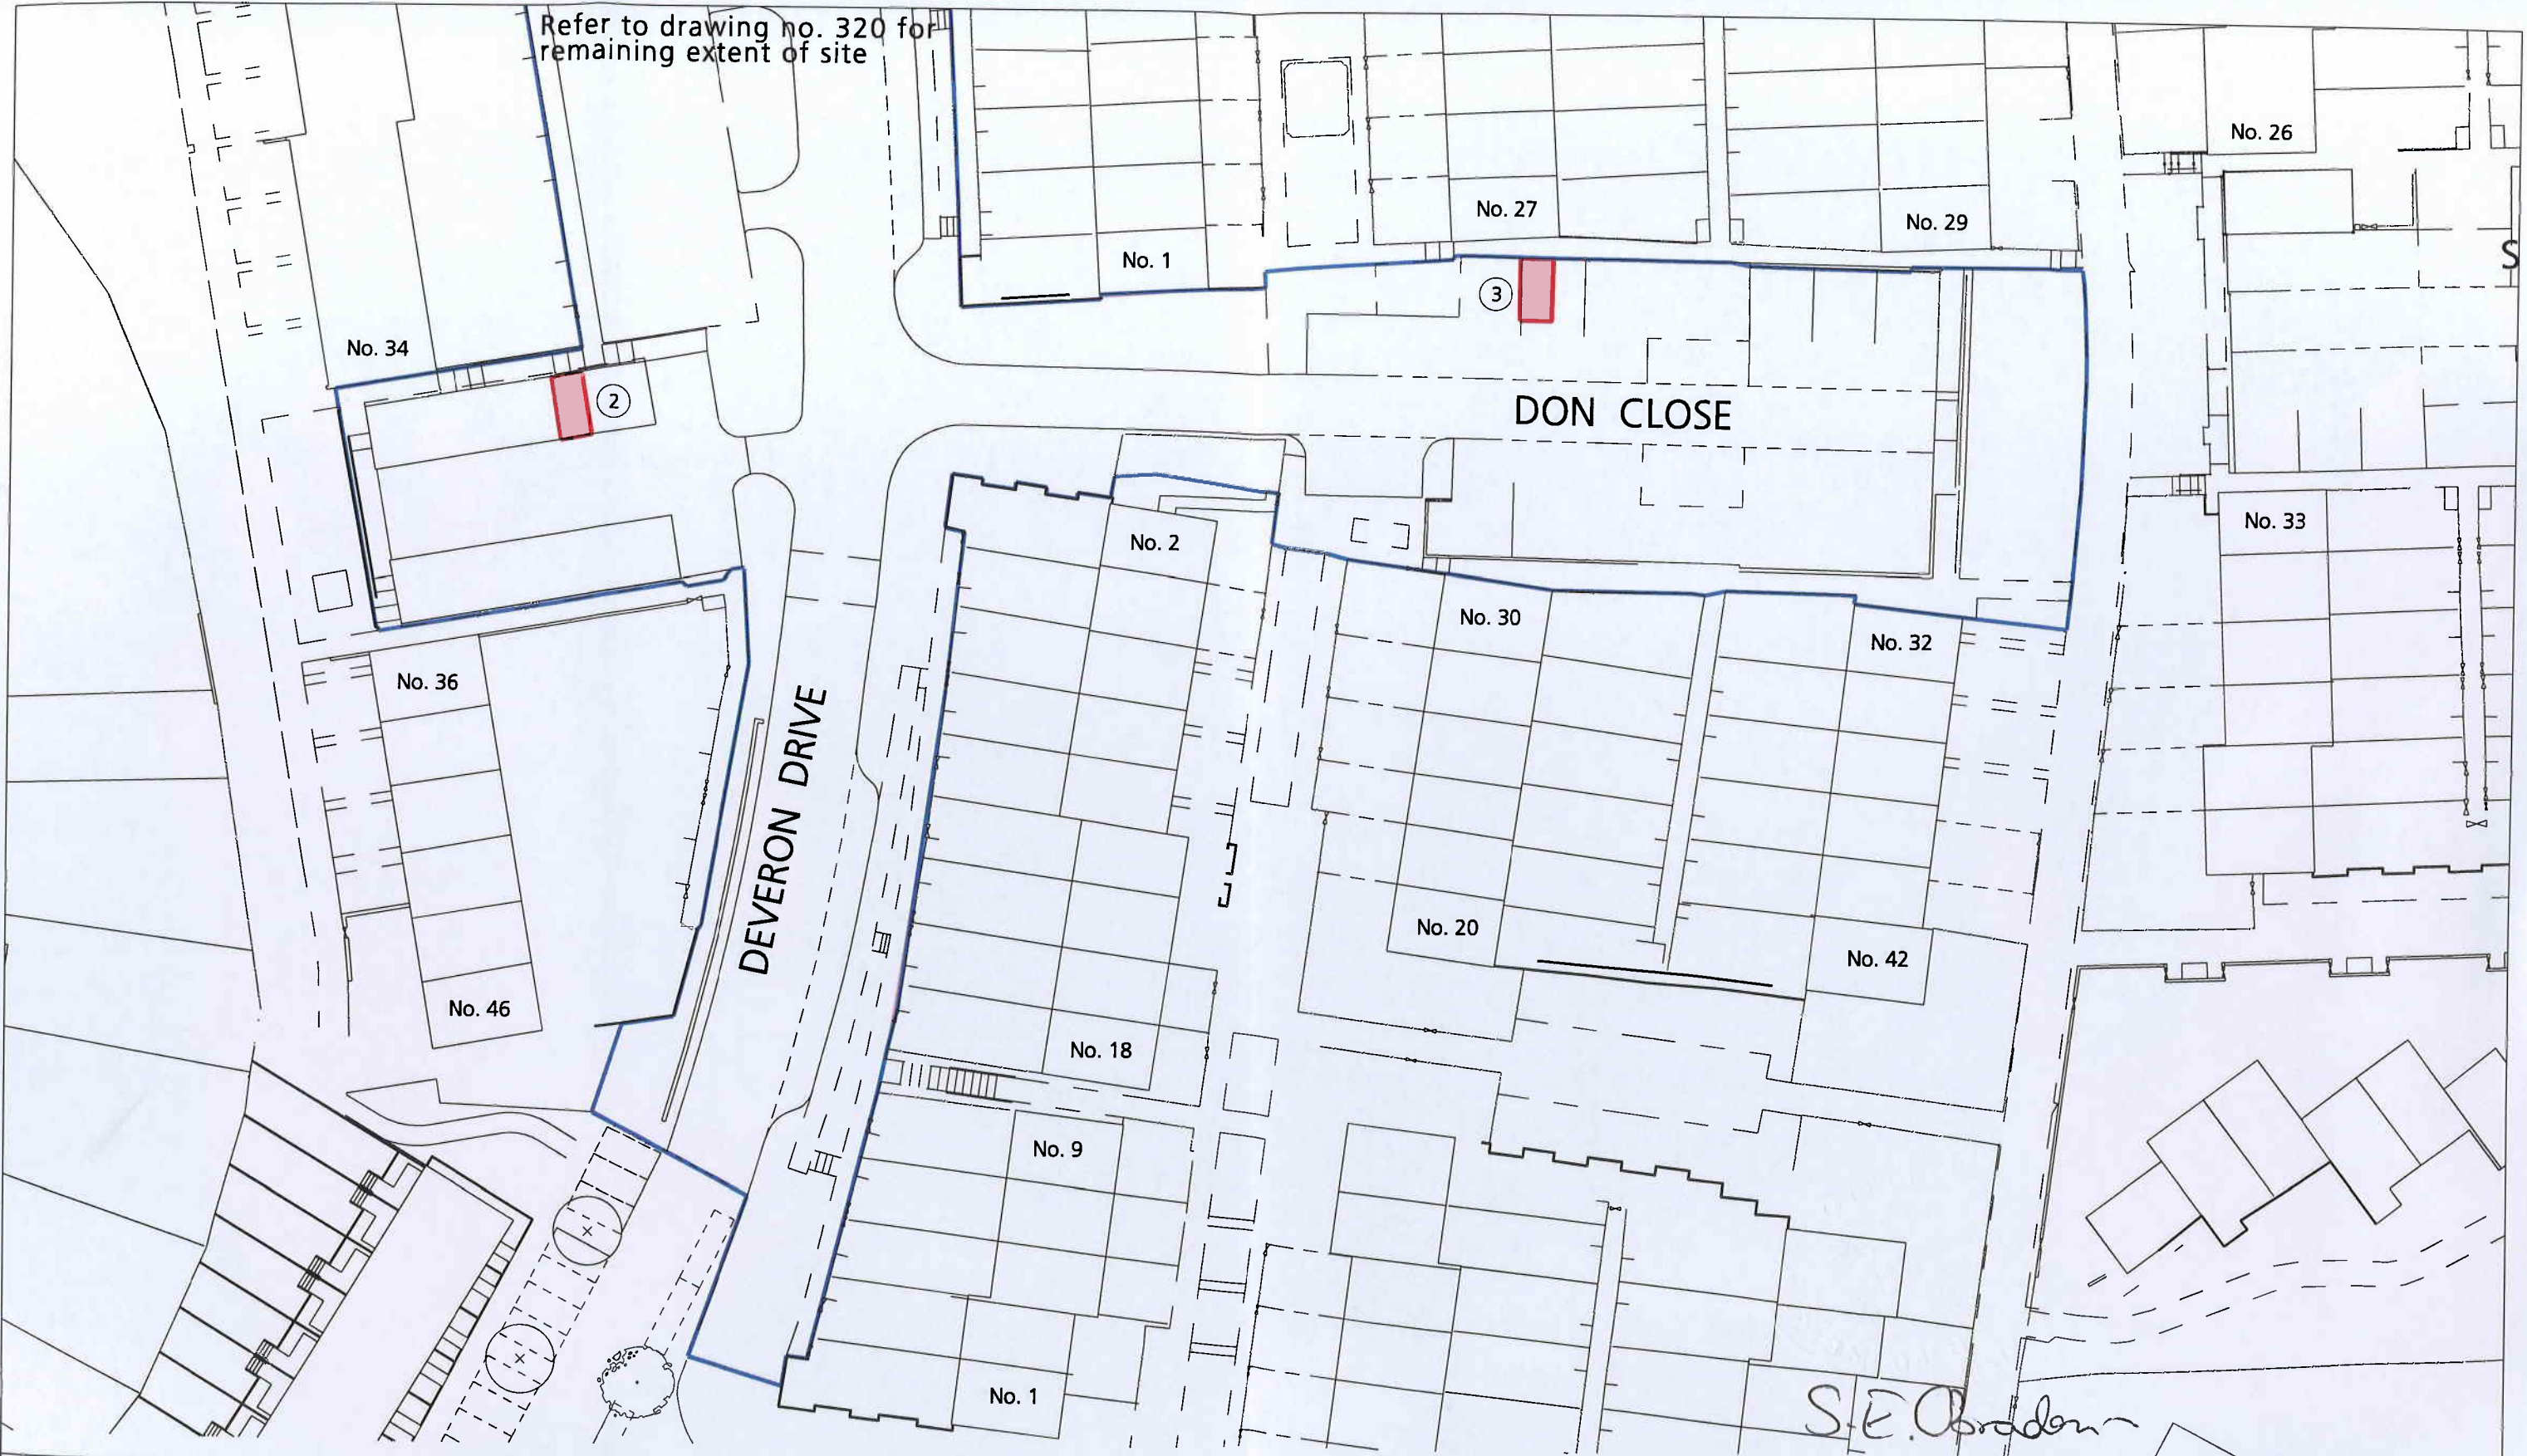 Refer to drawing no. 320 for
remaining extent of site
No. 26
No. 27
No. 29
No. 1
S
3
No. 34
2
DON CLOSE
No. 2
No. 33
No. 30
No. 32
No. 36
DEVERON DRIVE
No. 20
No. 42
No. 46
No. 18
No. 9
No. 1
S.E.